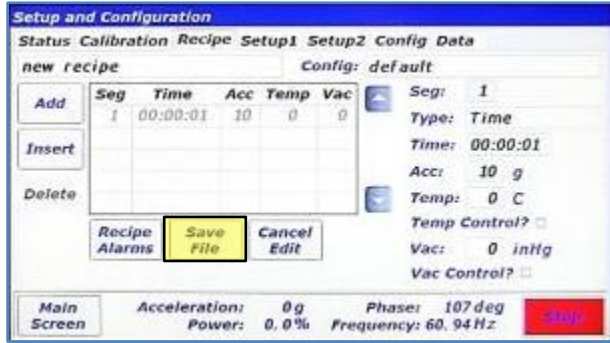 Setup and Configuration
Status Calibration Recipe Setup1 Setup2 Config Data
new recipe Config: default
Add
Insert
Delete
Seg Time Acc Temp Vac
1 00:00:01 10 0 0
Recipe Alarms
Save File
Cancel Edit
Seg: 1
Type: Time
Time: 00:00:01
Acc: 10 g
Temp: 0 C
Temp Control?
Vac: 0 inHg
Vac Control?
Main Screen
Acceleration: 0 g
Power: 0.0%
Phase: 107 deg
Frequency: 60.94 Hz
Stop